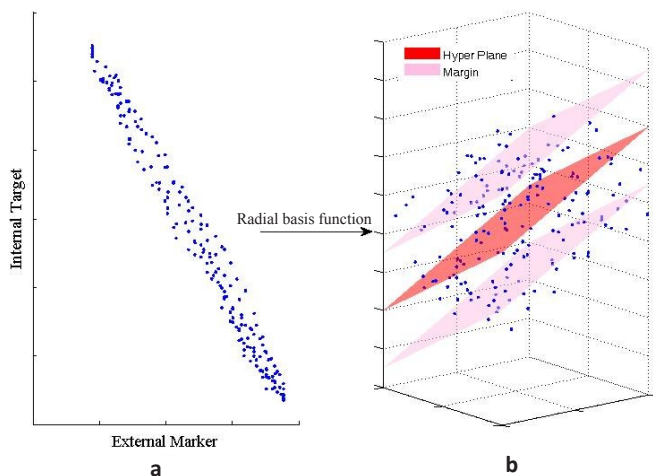 Internal Target
External Marker
a
Radial basis function
Hyper Plane
Margin
b